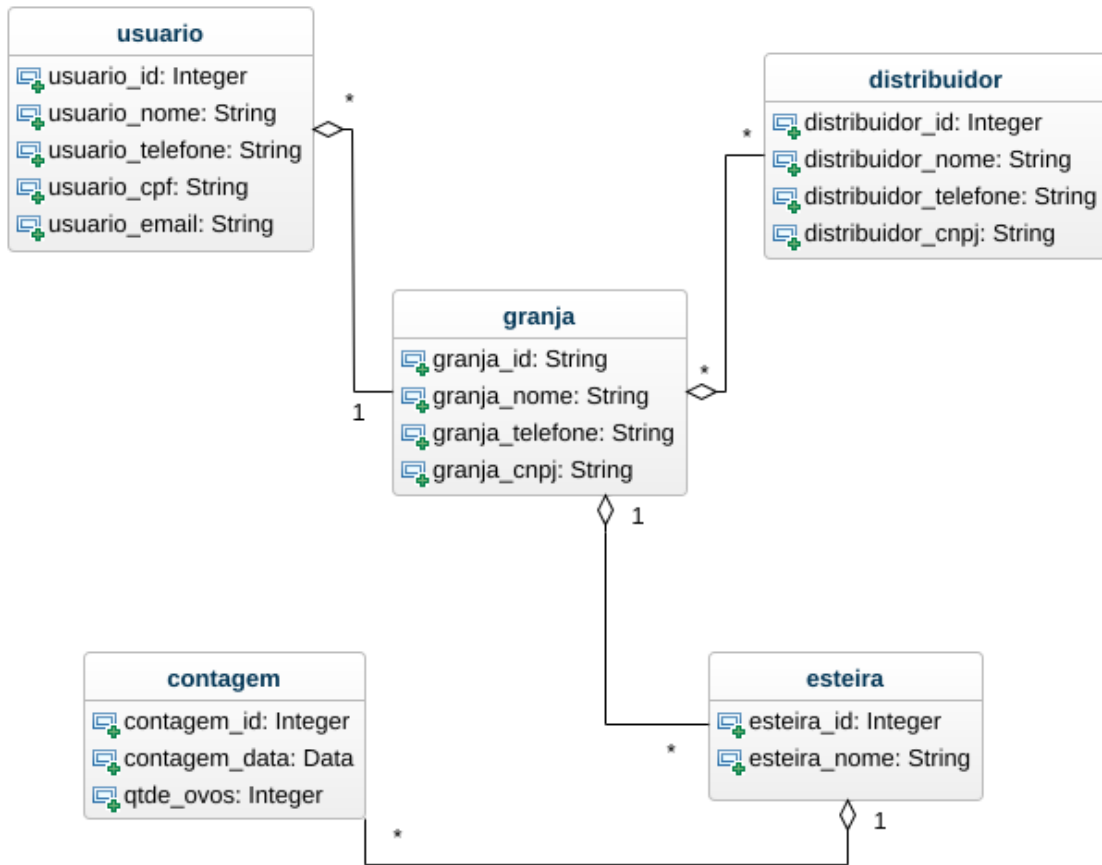 usuario
usuario_id: Integer
usuario_nome: String
usuario_telefone: String
usuario_cpf: String
usuario_email: String
*
1
distribuidor
distribuidor_id: Integer
distribuidor_nome: String
distribuidor_telefone: String
distribuidor_cnpj: String
*
granja
granja_id: String
granja_nome: String
granja_telefone: String
granja_cnpj: String
*
1
contagem
contagem_id: Integer
contagem_data: Data
qtde_ovos: Integer
*
esteira
esteira_id: Integer
esteira_nome: String
*
1